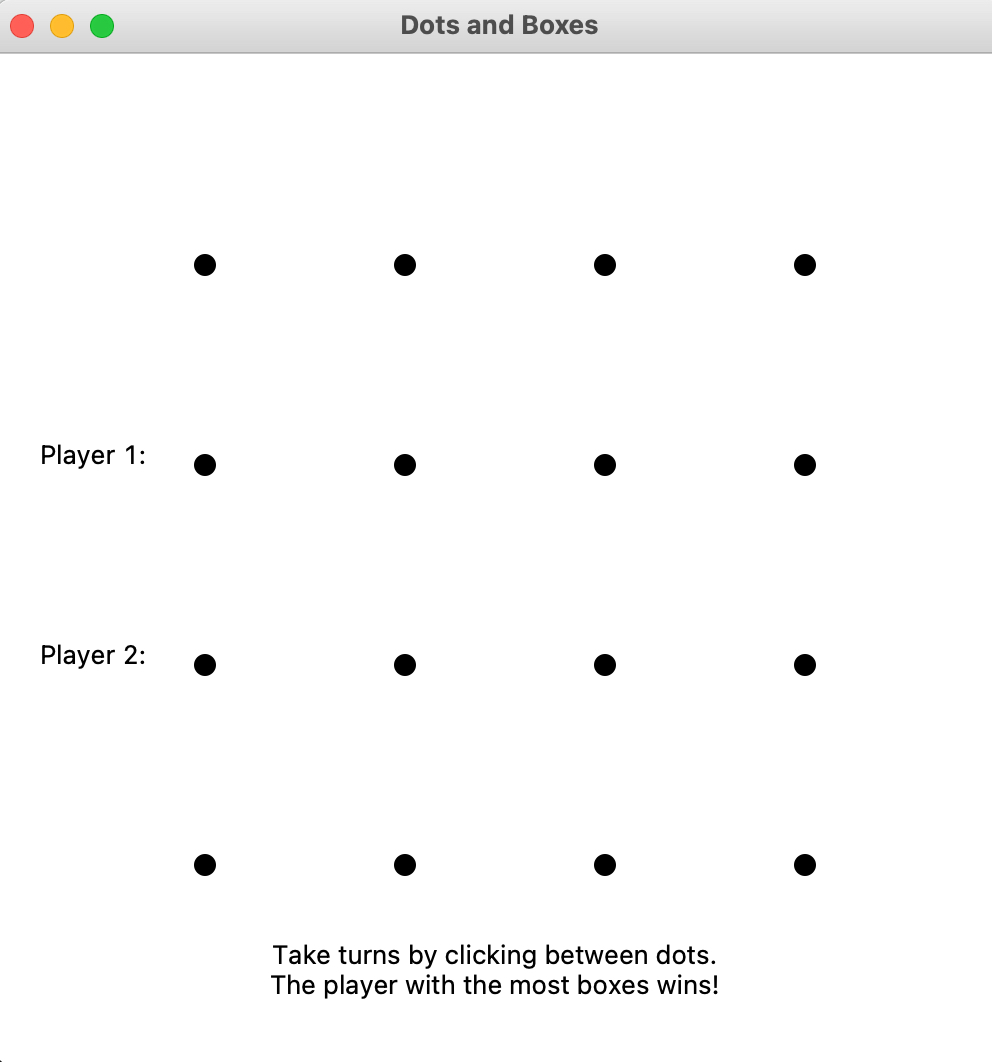 Dots and Boxes
Player 1:
Player 2:
Take turns by clicking between dots.
The player with the most boxes wins!